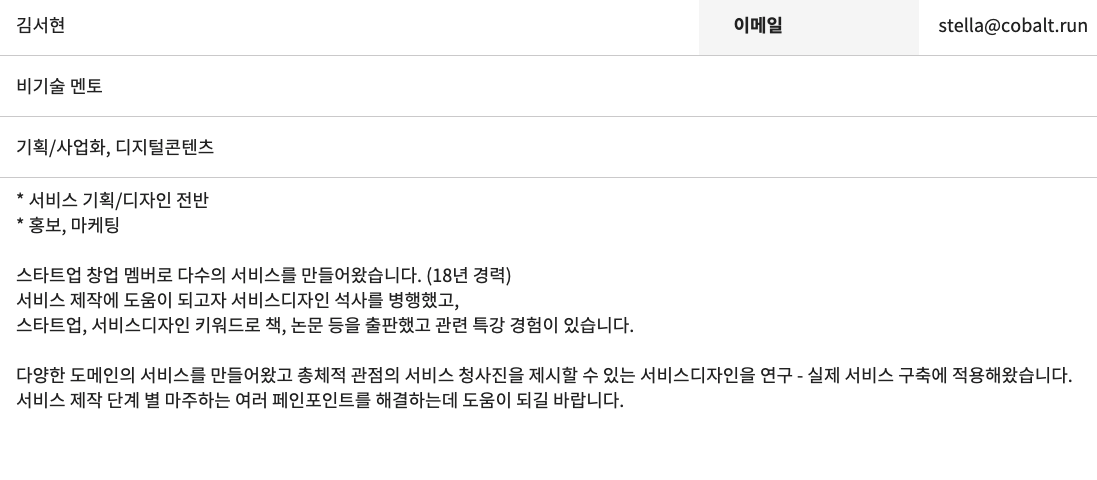 김서현
이메일
stella@cobalt.run
비기술 멘토
기획/사업화, 디지털콘텐츠
* 서비스 기획/디자인 전반
* 홍보, 마케팅
스타트업 창업 멤버로 다수의 서비스를 만들어왔습니다. (18년 경력)
서비스 제작에 도움이 되고자 서비스디자인 석사를 병행했고,
스타트업, 서비스디자인 키워드로 책, 논문 등을 출판했고 관련 특강 경험이 있습니다.
다양한 도메인의 서비스를 만들어왔고 총체적 관점의 서비스 청사진을 제시할 수 있는 서비스디자인을 연구 - 실제 서비스 구축에 적용해왔습니다.
서비스 제작 단계 별 마주하는 여러 페인포인트를 해결하는데 도움이 되길 바랍니다.